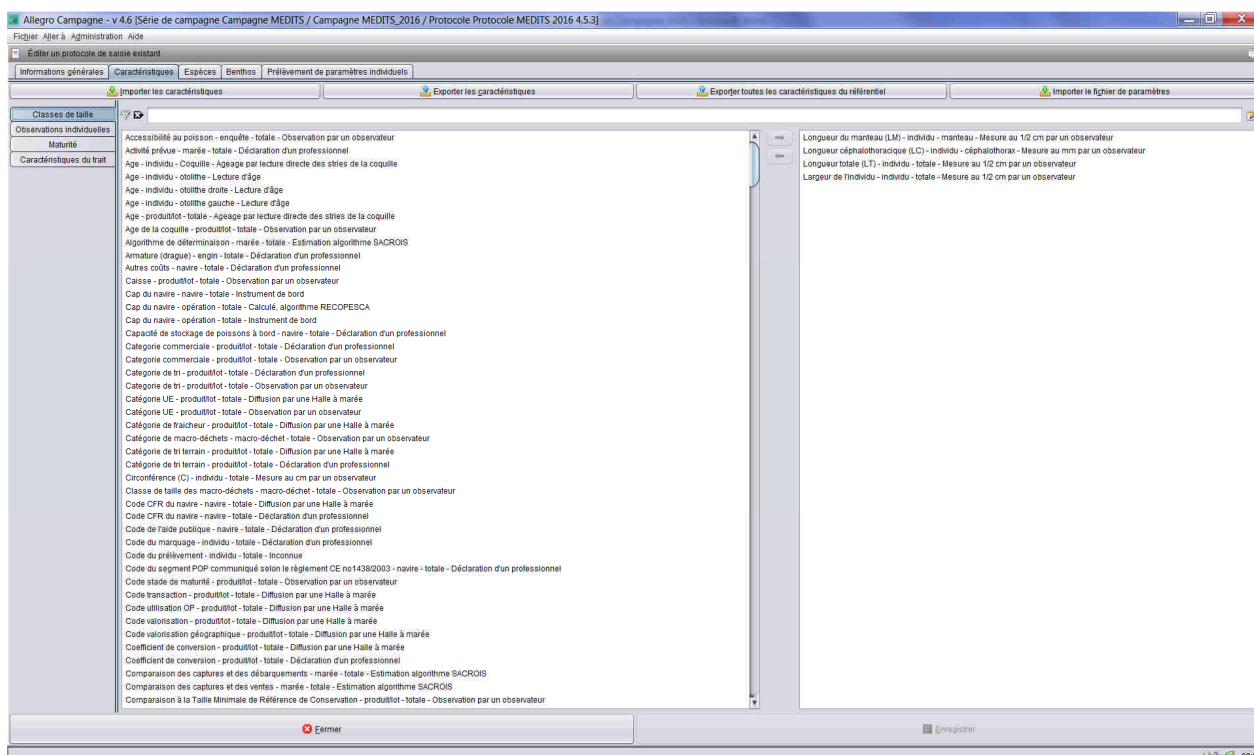 Allegro Campagne - v 4.6 [Série de campagne Campagne MEDITS / Campagne MEDITS_2016 / Protocole Protocole MEDITS 2016 4.5.3]
Fichier Aller à Administration Aide
Éditer un protocole de saisie existant
Informations générales Caractéristiques Espèces Benthos Prélèvement de paramètres individuels
Importer les caractéristiques Exporter les caractéristiques Exporter toutes les caractéristiques du référentiel Importer le fichier de paramètres
Classes de taille
Observations individuelles
Maturité
Caractéristiques du trait
Accessibilité au poisson - enquête - totale - Observation par un observateur
Activité prévue - marée - totale - Déclaration d'un professionnel
Age - individu - Coquille - Ageage par lecture directe des stries de la coquille
Age - individu - otolithe - Lecture d'âge
Age - individu - otolithe droite - Lecture d'âge
Age - individu - otolithe gauche - Lecture d'âge
Age - produit/lot - totale - Ageage par lecture directe des stries de la coquille
Age de la coquille - produit/lot - totale - Observation par un observateur
Algorithme de déterminaison - marée - totale - Estimation algorithme SACROIS
Armature (drague) - engin - totale - Déclaration d'un professionnel
Autres coûts - navire - totale - Déclaration d'un professionnel
Caisse - produit/lot - totale - Observation par un observateur
Cap du navire - navire - totale - Instrument de bord
Cap du navire - opération - totale - Calculé, algorithme RECOPESCA
Cap du navire - opération - totale - Instrument de bord
Capacité de stockage de poissons à bord - navire - totale - Déclaration d'un professionnel
Categorie commerciale - produit/lot - totale - Déclaration d'un professionnel
Categorie commerciale - produit/lot - totale - Observation par un observateur
Categorie de tri - produit/lot - totale - Déclaration d'un professionnel
Categorie de tri - produit/lot - totale - Observation par un observateur
Catégorie UE - produit/lot - totale - Diffusion par une Halle à marée
Catégorie UE - produit/lot - totale - Observation par un observateur
Catégorie de fraicheur - produit/lot - totale - Diffusion par une Halle à marée
Catégorie de macro-déchets - macro-déchet - totale - Observation par un observateur
Catégorie de tri terrain - produit/lot - totale - Diffusion par une Halle à marée
Catégorie de tri terrain - produit/lot - totale - Déclaration d'un professionnel
Circonférence (C) - individu - totale - Mesure au cm par un observateur
Classe de taille des macro-déchets - macro-déchet - totale - Observation par un observateur
Code CFR du navire - navire - totale - Diffusion par une Halle à marée
Code CFR du navire - navire - totale - Déclaration d'un professionnel
Code de l'aide publique - navire - totale - Déclaration d'un professionnel
Code du marquage - individu - totale - Déclaration d'un professionnel
Code du prélèvement - individu - totale - Inconnue
Code du segment POP communiqué selon le règlement CE no1438/2003 - navire - totale - Déclaration d'un professionnel
Code stade de maturité - produit/lot - totale - Observation par un observateur
Code transaction - produit/lot - totale - Diffusion par une Halle à marée
Code utilisation OP - produit/lot - totale - Diffusion par une Halle à marée
Code valorisation - produit/lot - totale - Diffusion par une Halle à marée
Code valorisation géographique - produit/lot - totale - Diffusion par une Halle à marée
Coefficient de conversion - produit/lot - totale - Diffusion par une Halle à marée
Coefficient de conversion - produit/lot - totale - Déclaration d'un professionnel
Comparaison des captures et des débarquements - marée - totale - Estimation algorithme SACROIS
Comparaison des captures et des ventes - marée - totale - Estimation algorithme SACROIS
Comparaison à la Taille Minimale de Référence de Conservation - produit/lot - totale - Observation par un observateur
Longueur du manteau (LM) - individu - manteau - Mesure au 1/2 cm par un observateur
Longueur céphalothoracique (LC) - individu - céphalothorax - Mesure au mm par un observateur
Longueur totale (LT) - individu - totale - Mesure au 1/2 cm par un observateur
Largeur de l'individu - individu - totale - Mesure au 1/2 cm par un observateur
Fermer Enregistrer